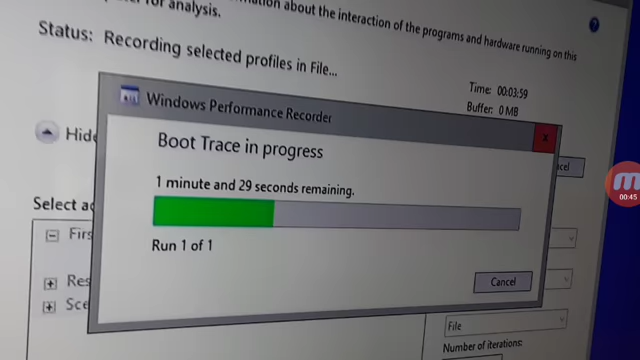 about the interaction of the programs and hardware running on this
for analysis.
Status: Recording selected profiles in File...
Time: 00:03:59
Buffer: 0 MB
Windows Performance Recorder
x
Boot Trace in progress
1 minute and 29 seconds remaining.
Run 1 of 1
Cancel
Hide
Select
File
Number of iterations:
00:45